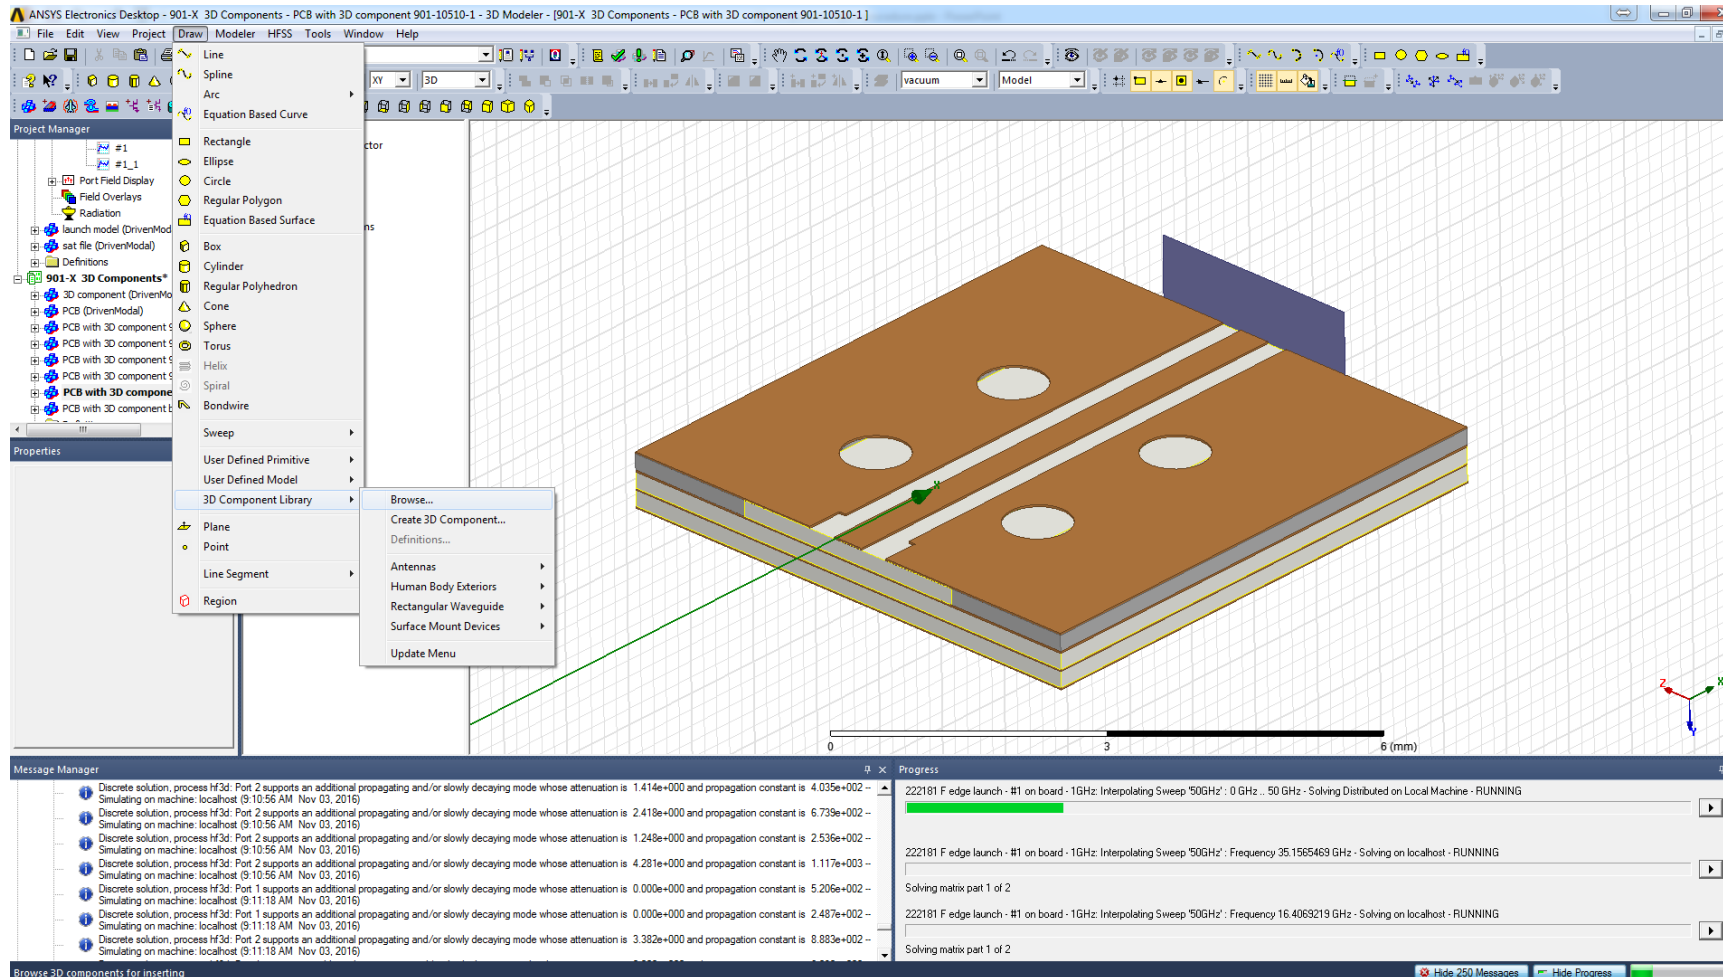 ANSYS Electronics Desktop - 901-X 3D Components - PCB with 3D component 901-10510-1 - 3D Modeler - [901-X 3D Components - PCB with 3D component 901-10510-1 ]
File Edit View Project Draw Modeler HFSS Tools Window Help
XY 3D vacuum Model
Project Manager
#1
#1_1
Port Field Display
Field Overlays
Radiation
launch model (DrivenMod
sat file (DrivenModal)
Definitions
901-X 3D Components*
3D component (DrivenMo
PCB (DrivenModal)
PCB with 3D component 9
PCB with 3D component 9
PCB with 3D component 9
PCB with 3D component 9
PCB with 3D compone
PCB with 3D component b
Properties
Line
Spline
Arc
Equation Based Curve
Rectangle
Ellipse
Circle
Regular Polygon
Equation Based Surface
Box
Cylinder
Regular Polyhedron
Cone
Sphere
Torus
Helix
Spiral
Bondwire
Sweep
User Defined Primitive
User Defined Model
3D Component Library
Plane
Point
Line Segment
Region
Browse...
Create 3D Component...
Definitions...
Antennas
Human Body Exteriors
Rectangular Waveguide
Surface Mount Devices
Update Menu
ctor
ns
X
Z
X
Y
0 3 6 (mm)
Message Manager
Discrete solution, process hf3d: Port 2 supports an additional propagating and/or slowly decaying mode whose attenuation is 1.414e+000 and propagation constant is 4.035e+002 --
Simulating on machine: localhost (9:10:56 AM Nov 03, 2016)
Discrete solution, process hf3d: Port 2 supports an additional propagating and/or slowly decaying mode whose attenuation is 2.418e+000 and propagation constant is 6.739e+002 --
Simulating on machine: localhost (9:10:56 AM Nov 03, 2016)
Discrete solution, process hf3d: Port 2 supports an additional propagating and/or slowly decaying mode whose attenuation is 1.248e+000 and propagation constant is 2.536e+002 --
Simulating on machine: localhost (9:10:56 AM Nov 03, 2016)
Discrete solution, process hf3d: Port 2 supports an additional propagating and/or slowly decaying mode whose attenuation is 4.281e+000 and propagation constant is 1.117e+003 --
Simulating on machine: localhost (9:10:56 AM Nov 03, 2016)
Discrete solution, process hf3d: Port 1 supports an additional propagating and/or slowly decaying mode whose attenuation is 0.000e+000 and propagation constant is 5.206e+002 --
Simulating on machine: localhost (9:11:18 AM Nov 03, 2016)
Discrete solution, process hf3d: Port 1 supports an additional propagating and/or slowly decaying mode whose attenuation is 0.000e+000 and propagation constant is 2.487e+002 --
Simulating on machine: localhost (9:11:18 AM Nov 03, 2016)
Discrete solution, process hf3d: Port 2 supports an additional propagating and/or slowly decaying mode whose attenuation is 3.382e+000 and propagation constant is 8.883e+002 --
Simulating on machine: localhost (9:11:18 AM Nov 03, 2016)
Progress
222181 F edge launch - #1 on board - 1GHz: Interpolating Sweep '50GHz' : 0 GHz .. 50 GHz - Solving Distributed on Local Machine - RUNNING
222181 F edge launch - #1 on board - 1GHz: Interpolating Sweep '50GHz' : Frequency 35.1565469 GHz - Solving on localhost - RUNNING
Solving matrix part 1 of 2
222181 F edge launch - #1 on board - 1GHz: Interpolating Sweep '50GHz' : Frequency 16.4069219 GHz - Solving on localhost - RUNNING
Solving matrix part 1 of 2
Browse 3D components for inserting
Hide 250 Messages
Hide Progress